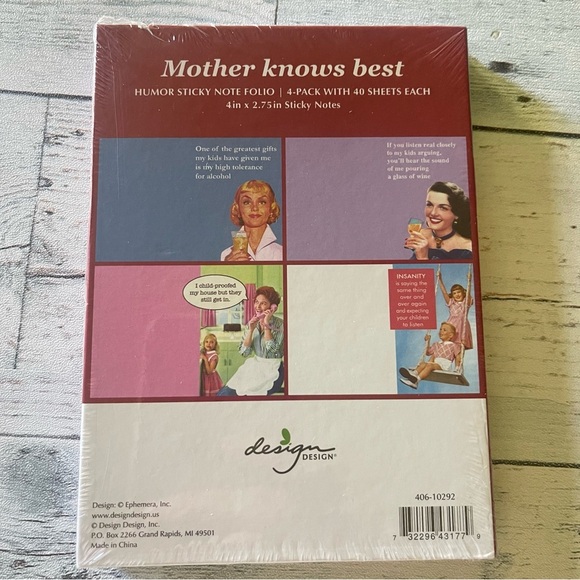 Mother knows best
HUMOR STICKY NOTE FOLIO | 4-PACK WITH 40 SHEETS EACH
4in x 2.75in Sticky Notes
One of the greatest gifts
my kids have given me
is my high tolerance
for alcohol
If you listen real closely
to my kids arguing,
you'll hear the sound
of me pouring
a glass of wine
I child-proofed
my house but they
still get in.
INSANITY
is saying the
same thing
over and
over again
and expecting
your children
to listen.
design
DESIGN®
Design: © Ephemera, Inc.
www.designdesign.us
© Design Design, Inc.
P.O. Box 2266 Grand Rapids, MI 49501
Made in China
406-10292
7 32296 43177 9